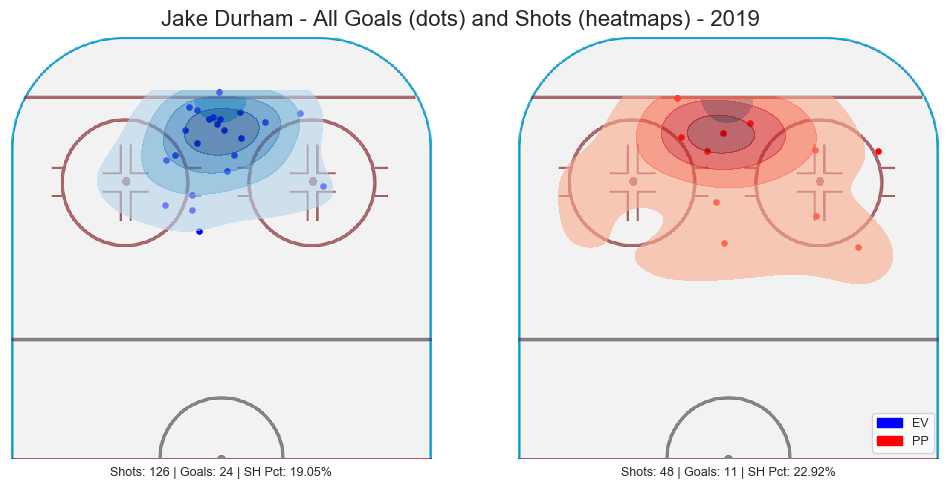 Jake Durham - All Goals (dots) and Shots (heatmaps) - 2019
EV
PP
Shots: 126 | Goals: 24 | SH Pct: 19.05%
Shots: 48 | Goals: 11 | SH Pct: 22.92%